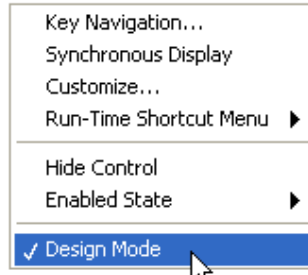 Key Navigation...
Synchronous Display
Customize...
Run-Time Shortcut Menu
Hide Control
Enabled State
Design Mode